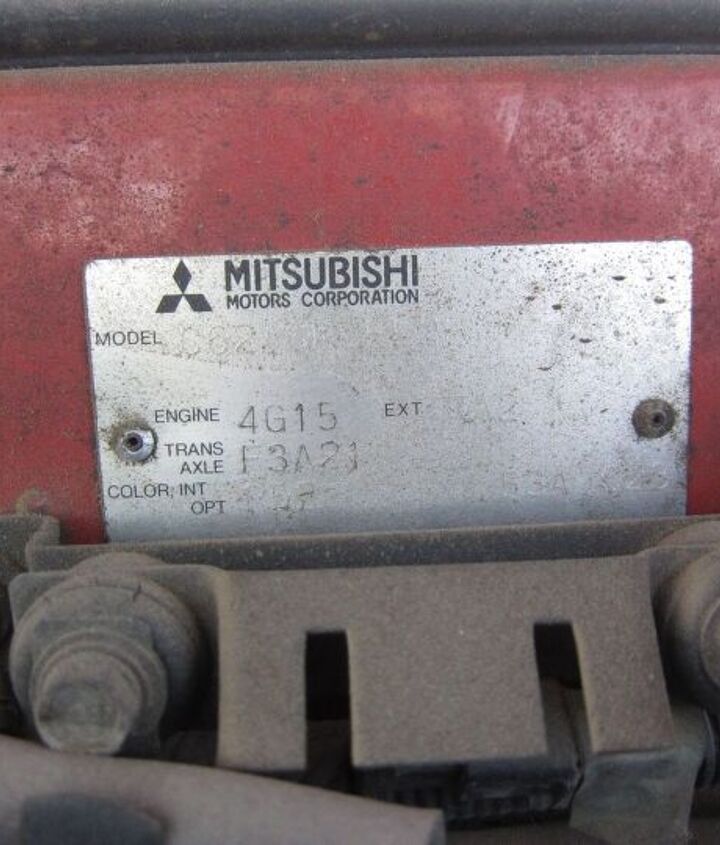 MITSUBISHI
MOTORS CORPORATION
MODEL
ENGINE 4G15 EXT
TRANS F3A21
AXLE
COLOR, INT
OPT